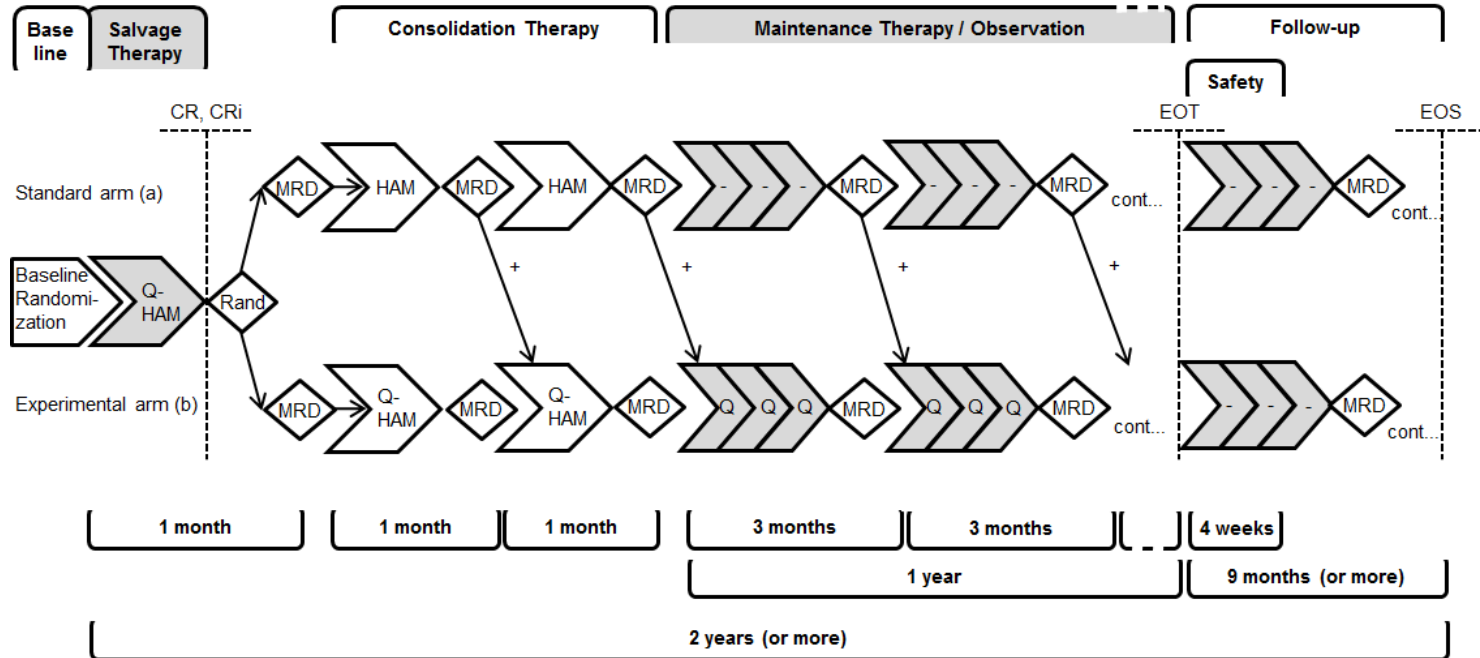 Base
line
Salvage
Therapy
Consolidation Therapy
Maintenance Therapy / Observation
Follow-up
Safety
CR, CRi
EOT
EOS
Standard arm (a)
MRD
HAM
MRD
HAM
MRD
-
-
-
MRD
-
-
-
MRD
cont...
-
-
-
MRD
cont...
Baseline
Randomi-
zation
Q-
HAM
Rand
+
+
+
+
Experimental arm (b)
MRD
Q-
HAM
MRD
Q-
HAM
MRD
Q
Q
Q
MRD
Q
Q
Q
MRD
cont...
-
-
-
MRD
cont...
1 month
1 month
1 month
3 months
3 months
4 weeks
1 year
9 months (or more)
2 years (or more)